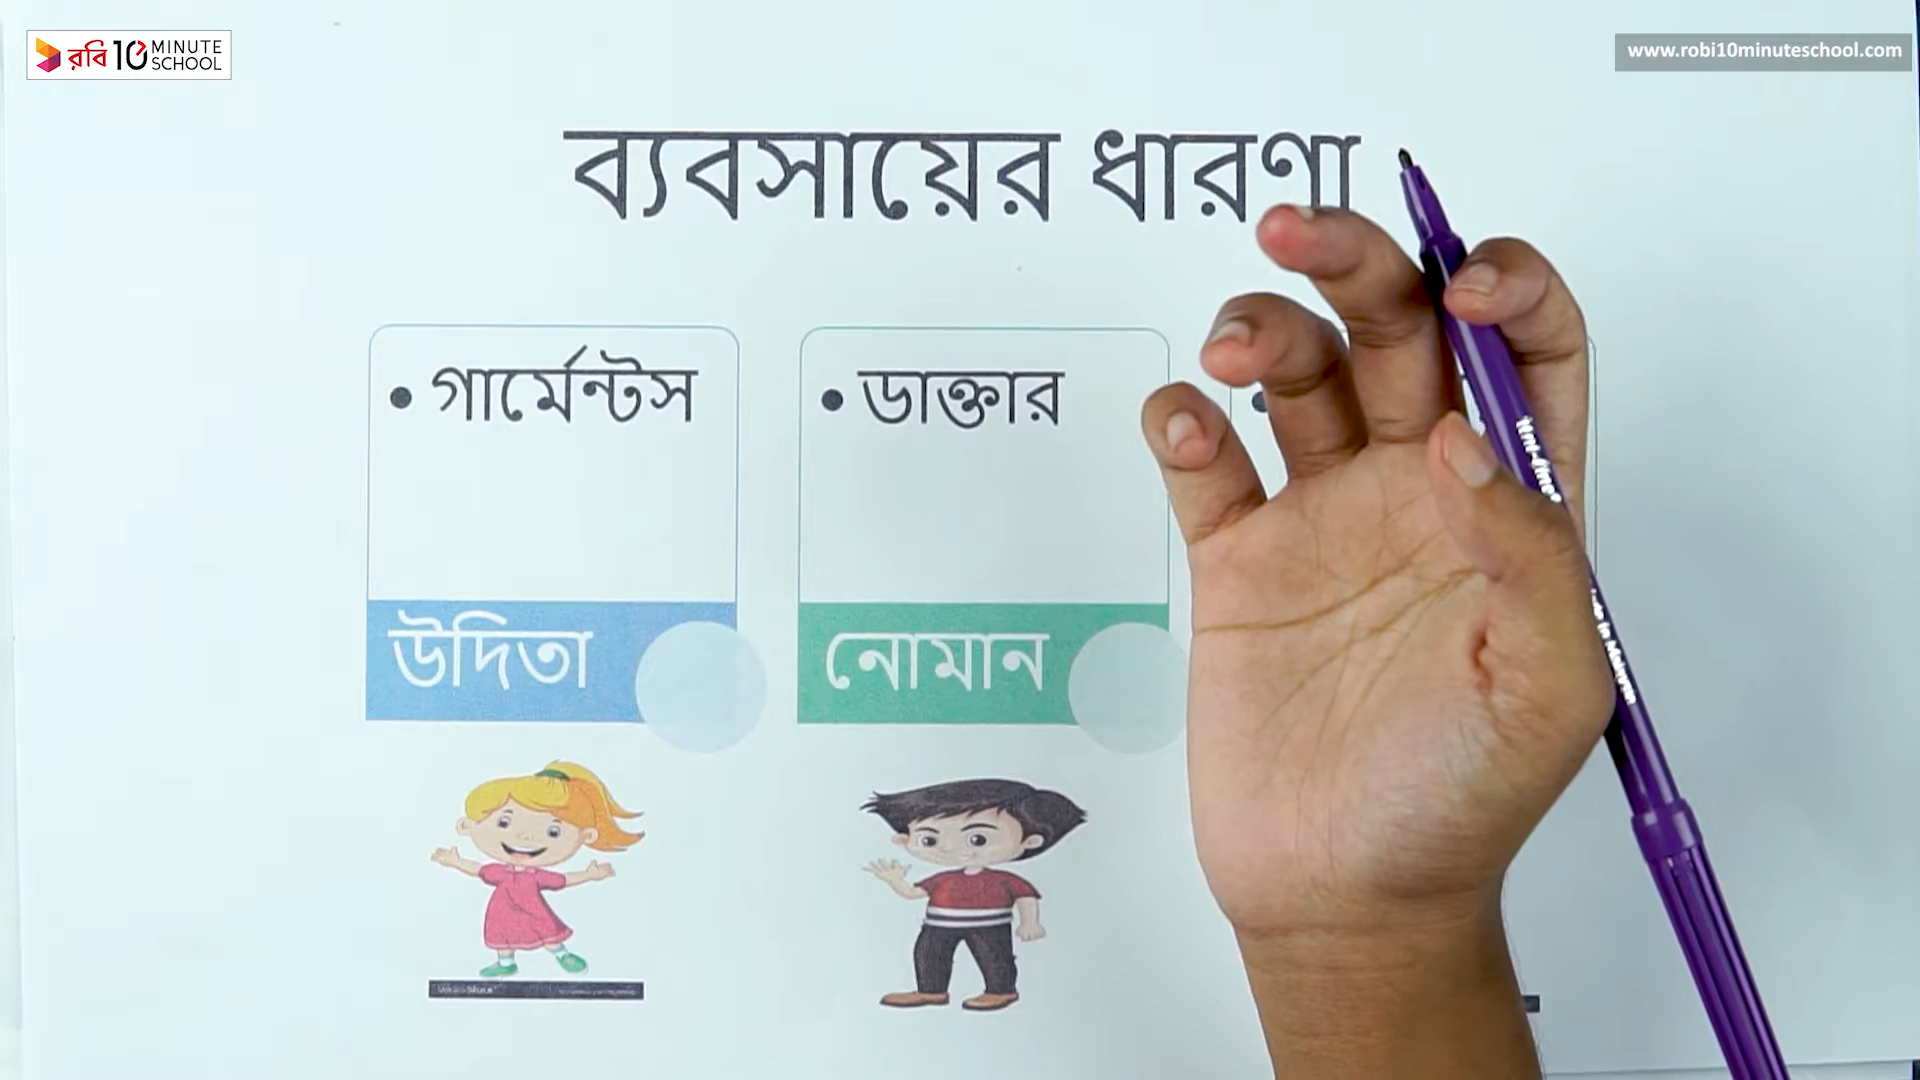 রবি 10 MINUTE SCHOOL
www.robi10minuteschool.com
ব্যবসায়ের ধারণা
• গার্মেন্টস
• ডাক্তার
উদিতা
নোমান